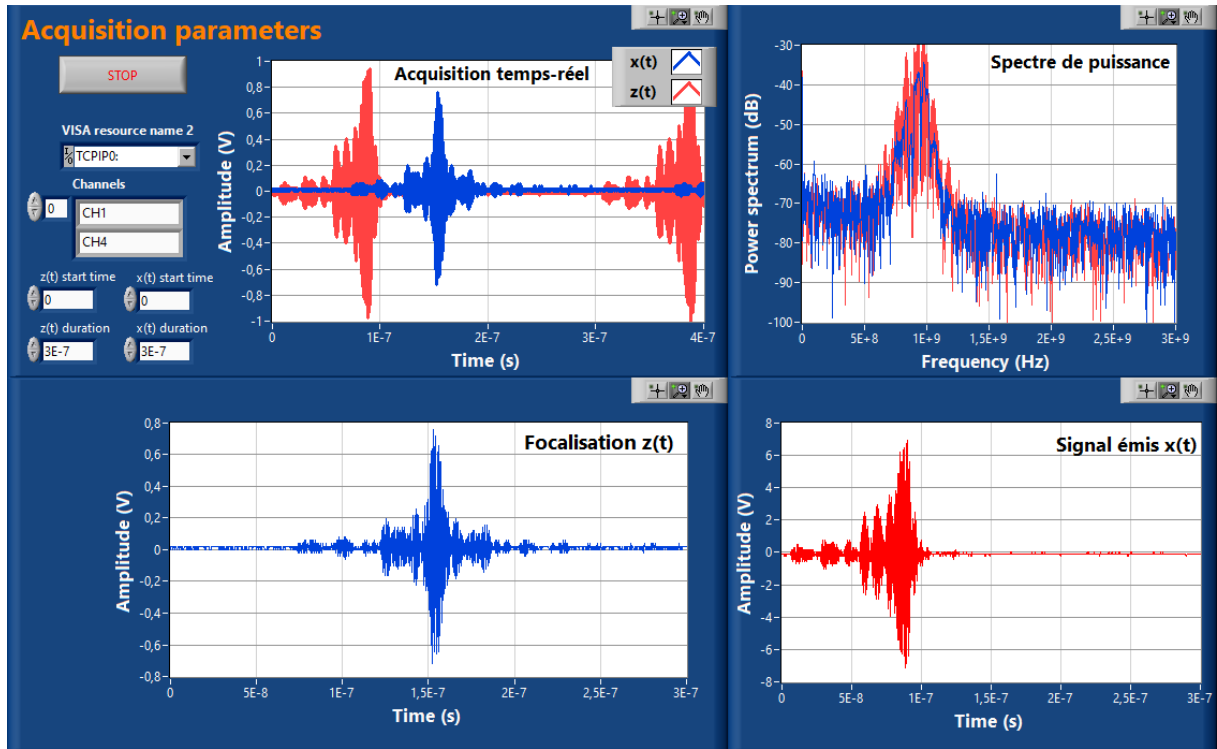 Acquisition parameters
STOP
VISA resource name 2
I/O TCPIP0:
Channels
0
CH1
CH4
z(t) start time x(t) start time
0 0
z(t) duration x(t) duration
3E-7 3E-7
Acquisition temps-réel
x(t)
z(t)
Amplitude (V)
1
0,8
0,6
0,4
0,2
0
-0,2
-0,4
-0,6
-0,8
-1
0 1E-7 2E-7 3E-7 4E-7
Time (s)
Spectre de puissance
Power spectrum (dB)
-30
-40
-50
-60
-70
-80
-90
-100
0 5E+8 1E+9 1,5E+9 2E+9 2,5E+9 3E+9
Frequency (Hz)
Focalisation z(t)
Amplitude (V)
0,8
0,6
0,4
0,2
0
-0,2
-0,4
-0,6
-0,8
0 5E-8 1E-7 1,5E-7 2E-7 2,5E-7 3E-7
Time (s)
Signal émis x(t)
Amplitude (V)
8
6
4
2
0
-2
-4
-6
-8
0 5E-8 1E-7 1,5E-7 2E-7 2,5E-7 3E-7
Time (s)